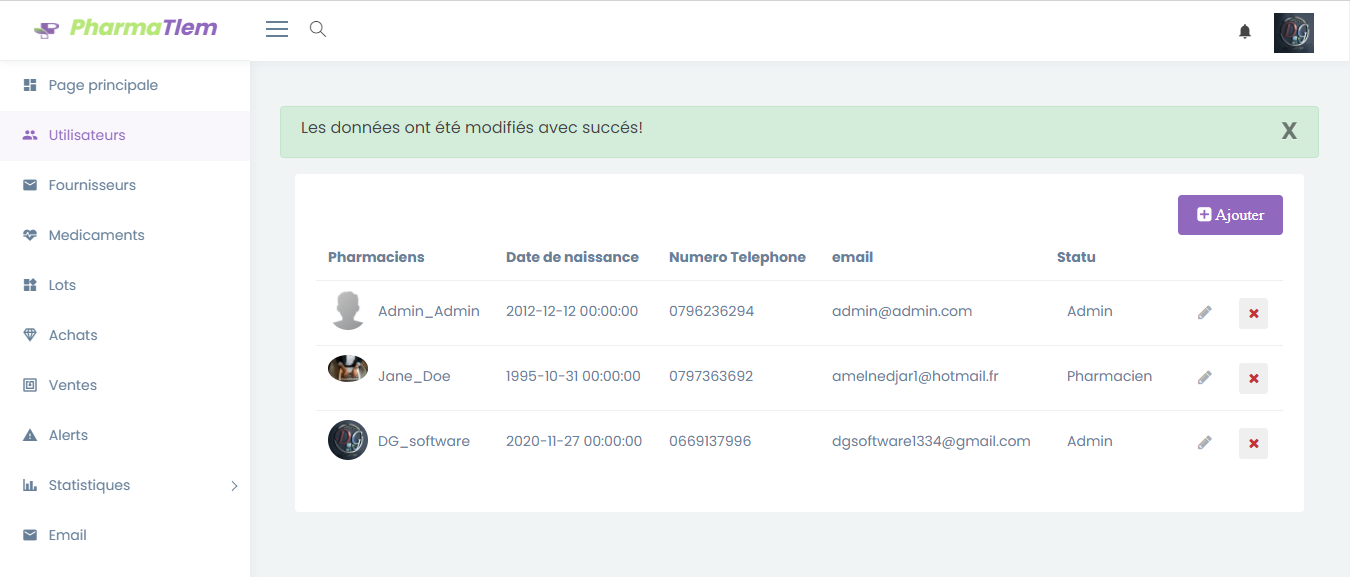 PharmaTlem
Page principale
Utilisateurs
Fournisseurs
Medicaments
Lots
Achats
Ventes
Alerts
Statistiques
Email
Les données ont été modifiés avec succés!
X
Ajouter
Pharmaciens Date de naissance Numero Telephone email Statu
Admin_Admin 2012-12-12 00:00:00 0796236294 admin@admin.com Admin
Jane_Doe 1995-10-31 00:00:00 0797363692 amelnedjar1@hotmail.fr Pharmacien
DG_software 2020-11-27 00:00:00 0669137996 dgsoftware1334@gmail.com Admin